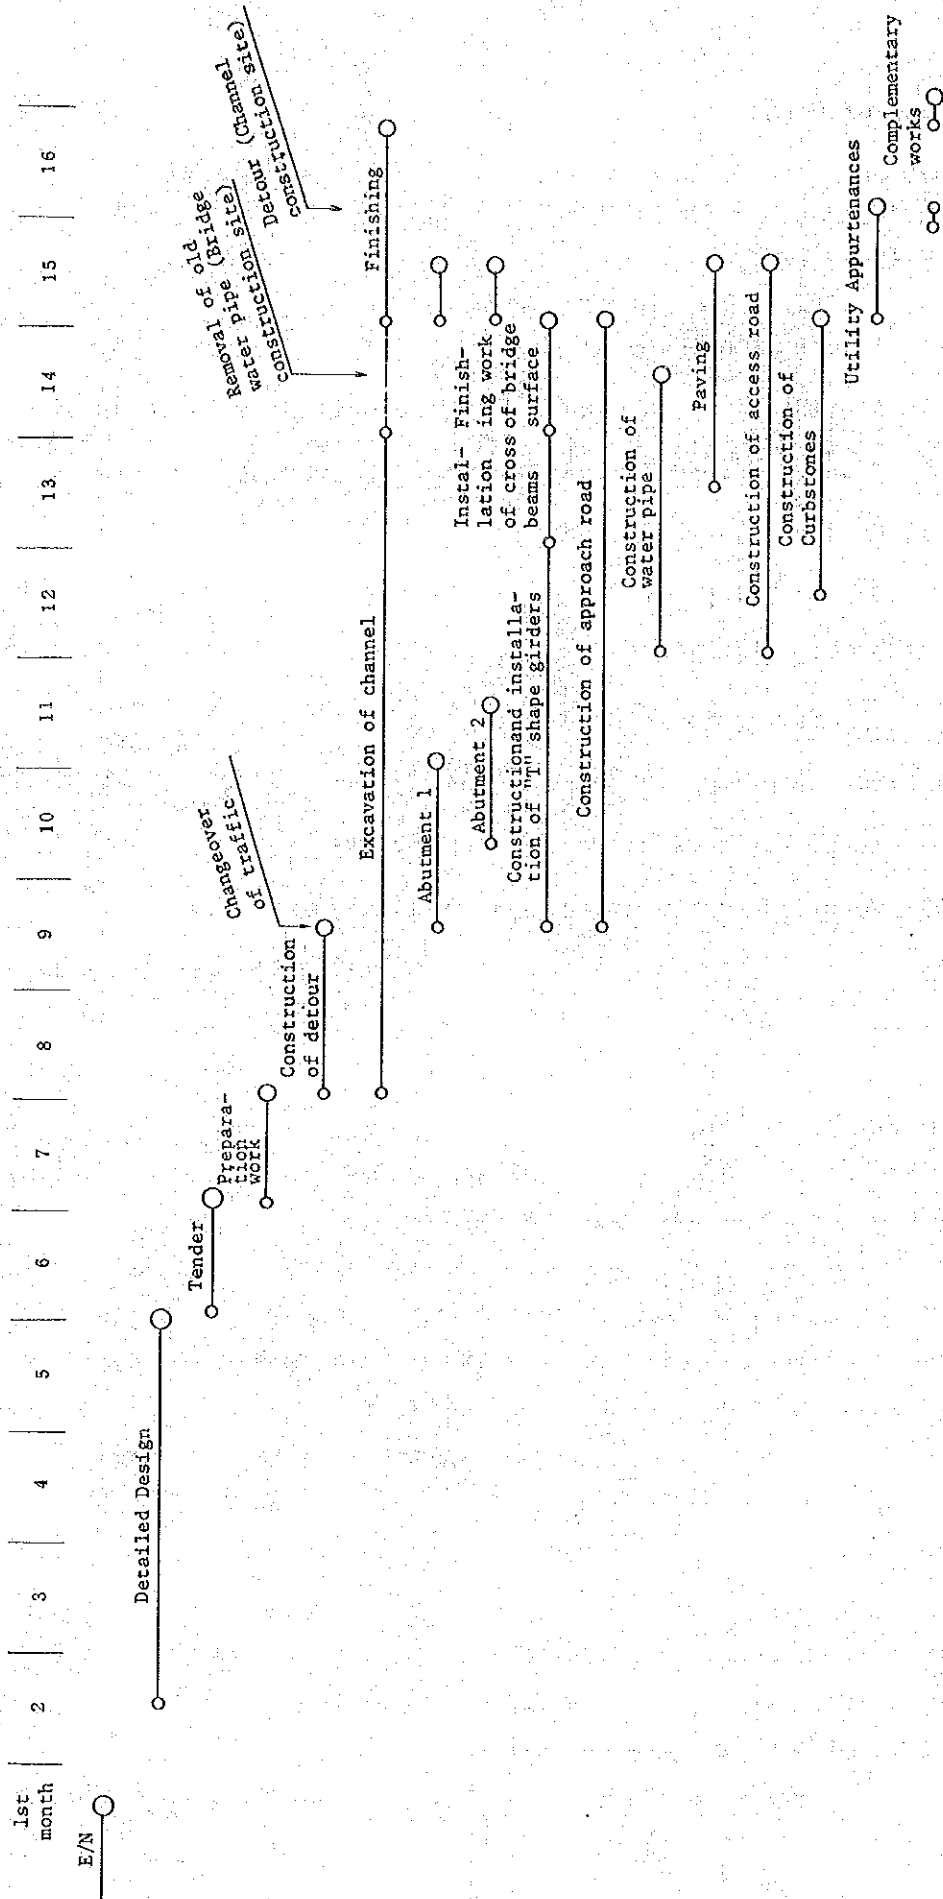 1st
month
2
3
4
5
6
7
8
9
10
11
12
13
14
15
16
E/N
Detailed Design
Tender
Prepara-
tion
work
Construction
of detour
Changeover
of traffic
Excavation of channel
Removal of old
water pipe (Bridge
construction site)
Detour (Channel
construction site)
Finishing
Abutment 1
Abutment 2
Constructionand installa-
tion of "T" shape girders
Instal-
lation
of cross
beams
Finish-
ing work
of bridge
surface
Construction of approach road
Construction of
water pipe
Paving
Construction of access road
Construction of
Curbstones
Utility Appurtenances
Complementary
works